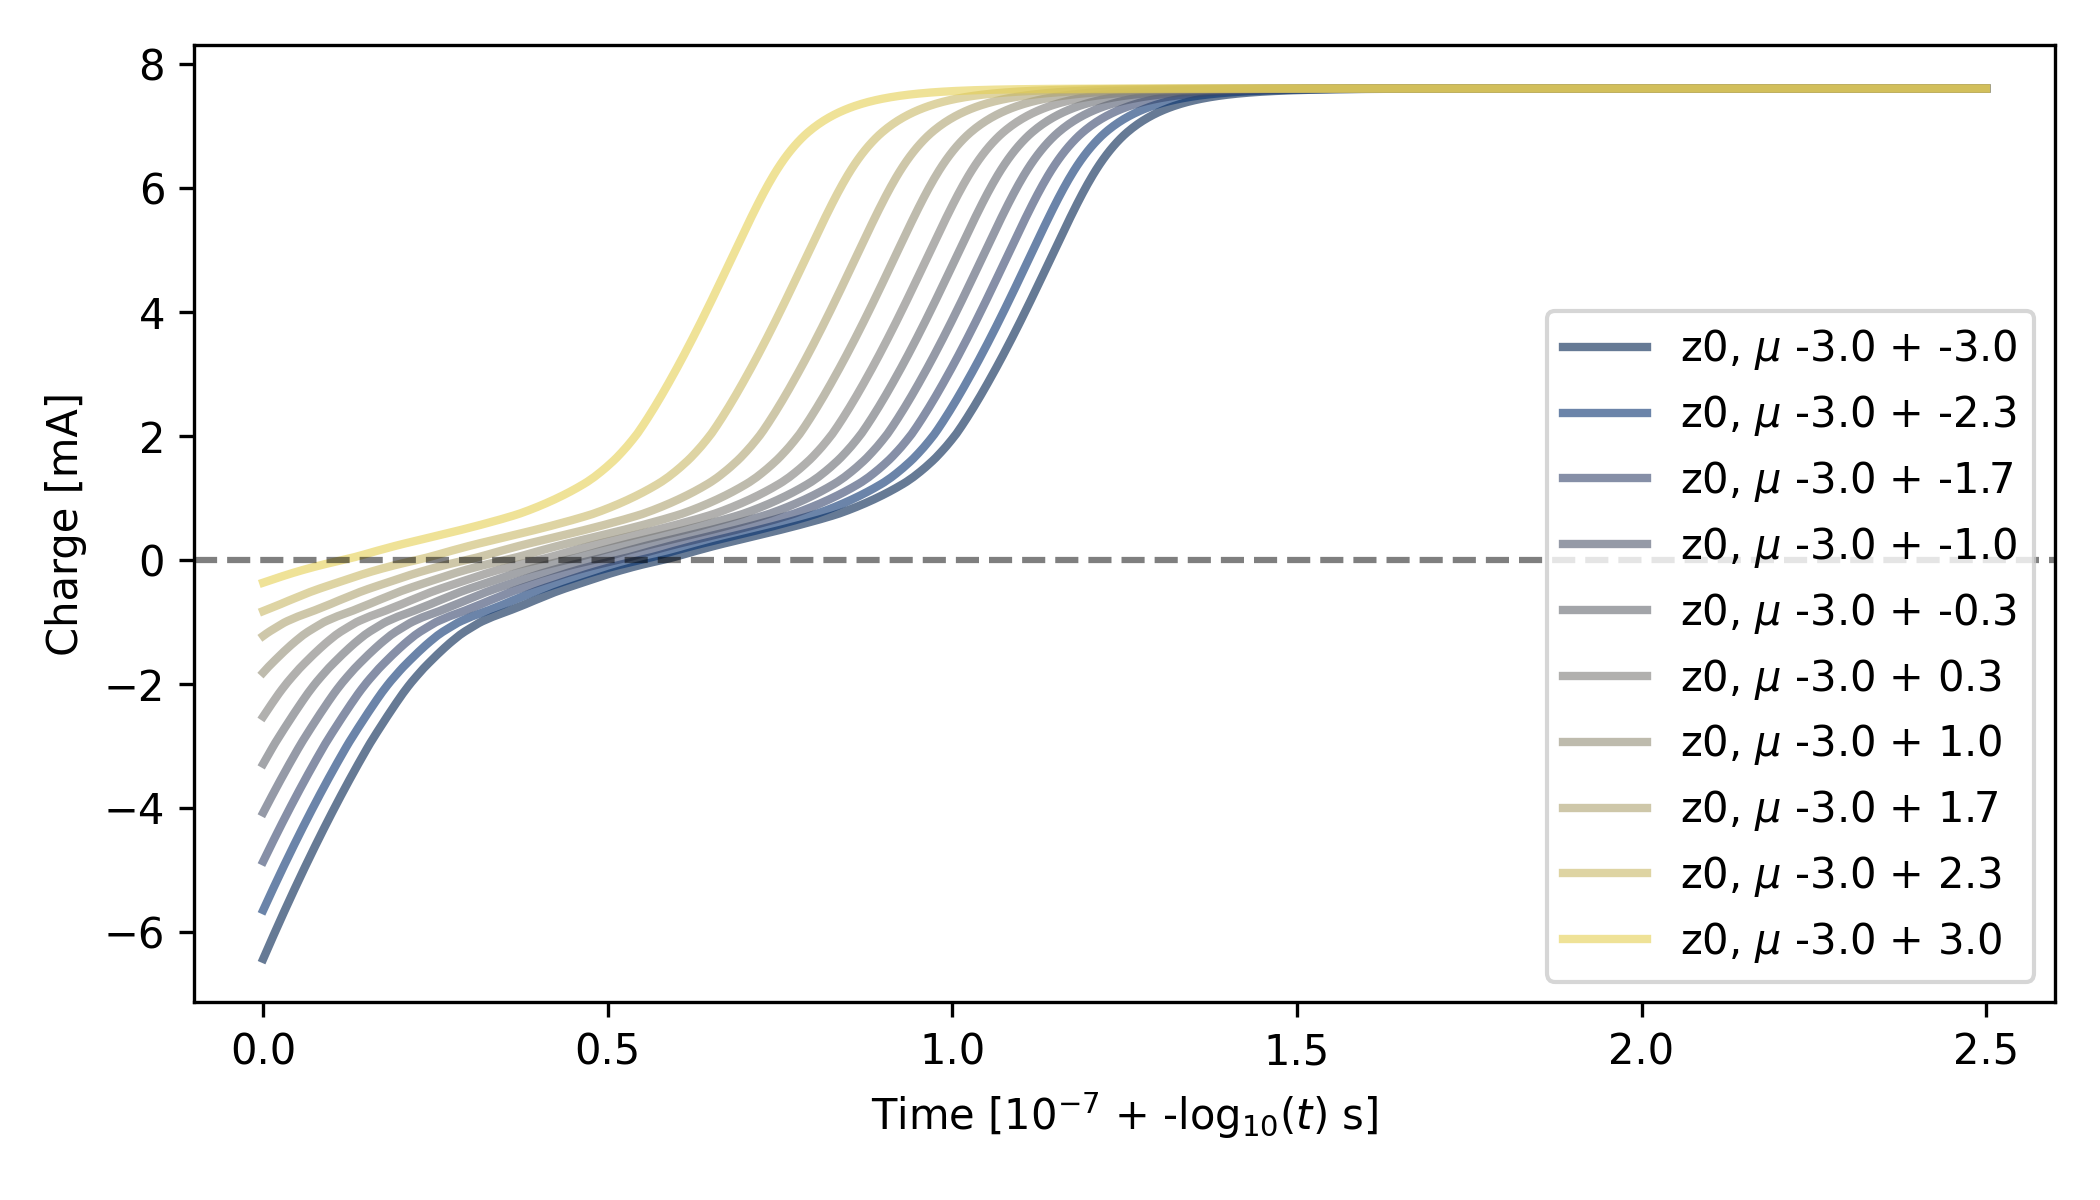 8
6
4
2
0
−2
−4
−6
Charge [mA]
0.0 0.5 1.0 1.5 2.0 2.5
Time [10⁻⁷ + -log₁₀(t) s]
z0, μ -3.0 + -3.0
z0, μ -3.0 + -2.3
z0, μ -3.0 + -1.7
z0, μ -3.0 + -1.0
z0, μ -3.0 + -0.3
z0, μ -3.0 + 0.3
z0, μ -3.0 + 1.0
z0, μ -3.0 + 1.7
z0, μ -3.0 + 2.3
z0, μ -3.0 + 3.0